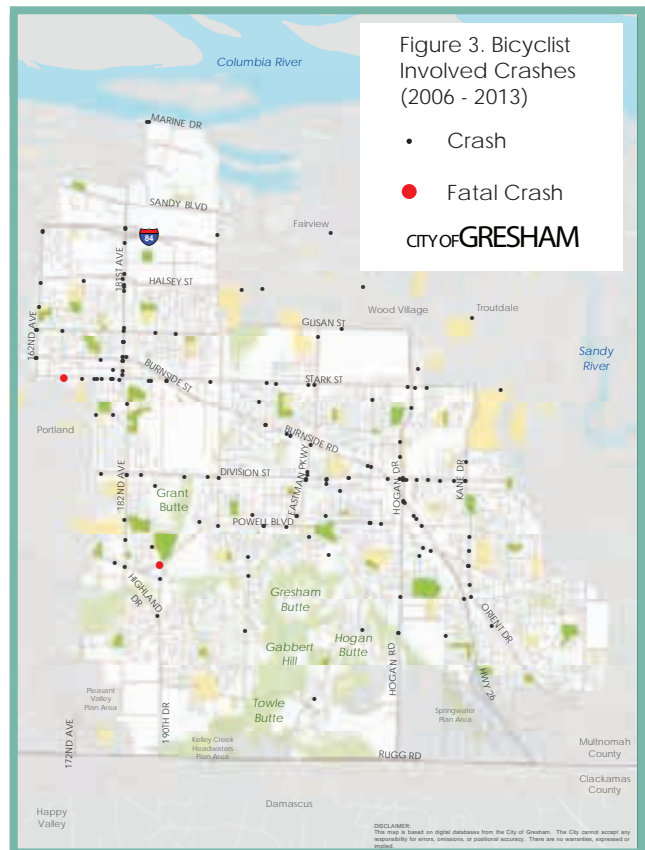 Figure 3. Bicyclist
Involved Crashes
(2006 - 2013)
Crash
Fatal Crash
CITY OF GRESHAM
Columbia River
MARINE DR
SANDY BLVD
84
Fairview
181ST AVE
HALSEY ST
Wood Village
Troutdale
GLISAN ST
162ND AVE
Sandy
River
BURNSIDE ST
STARK ST
Portland
BURNSIDE RD
EASTMAN PKWY
DIVISION ST
HOGAN DR
KANE DR
182ND AVE
Grant
Butte
POWELL BLVD
HIGHLAND
DR
Gresham
Butte
ORIENT DR
Gabbert
Hill
Hogan
Butte
HOGAN RD
HWY 26
Pleasant
Valley
Plan Area
Towle
Butte
Springwater
Plan Area
172ND AVE
190TH DR
Kelley Creek
Headwaters
Plan Area
RUGG RD
Multnomah
County
Clackamas
County
Happy
Valley
Damascus
DISCLAIMER:
This map is based on digital databases from the City of Gresham. The City cannot accept any
responsibility for errors, omissions, or positional accuracy. There are no warranties, expressed or
implied.